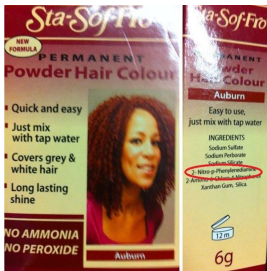 Sta-Sof-Fro
NEW
FORMULA
PERMANENT
Powder Hair Colour
Quick and easy
Just mix
with tap water
Covers grey &
white hair
Long lasting
shine
NO AMMONIA
NO PEROXIDE
Auburn
Sta-Sof-Fro
PERMANENT
Powder
Hair Colour
Auburn
Easy to use,
just mix with tap water
INGREDIENTS
Sodium Sulfate
Sodium Perborate
Sodium Silicate
2- Nitro-p-Phenylenediamine
Xanthan Gum, Silica
12 m
6g